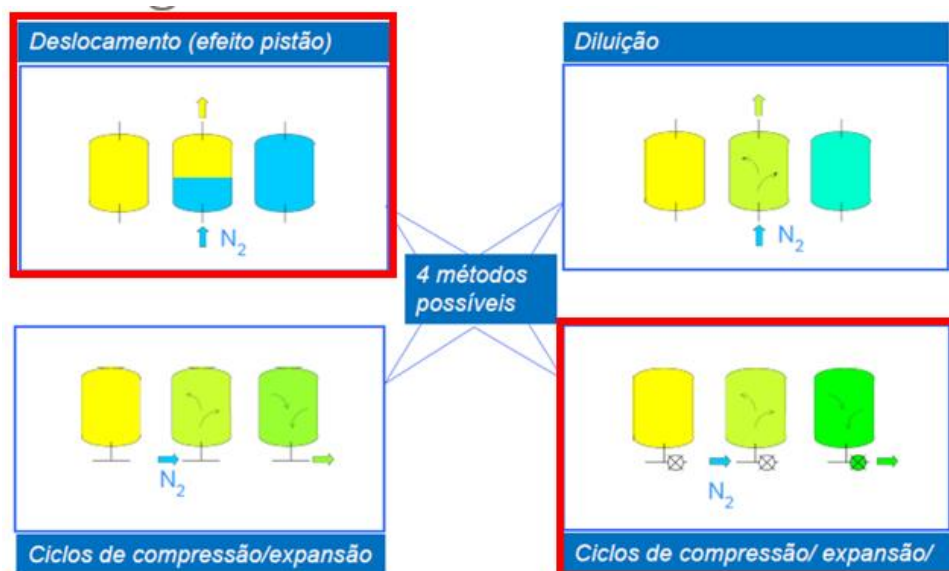 Deslocamento (efeito pistão)
Diluição
N2
N2
4 métodos
possíveis
N2
N2
Ciclos de compressão/expansão
Ciclos de compressão/ expansão/